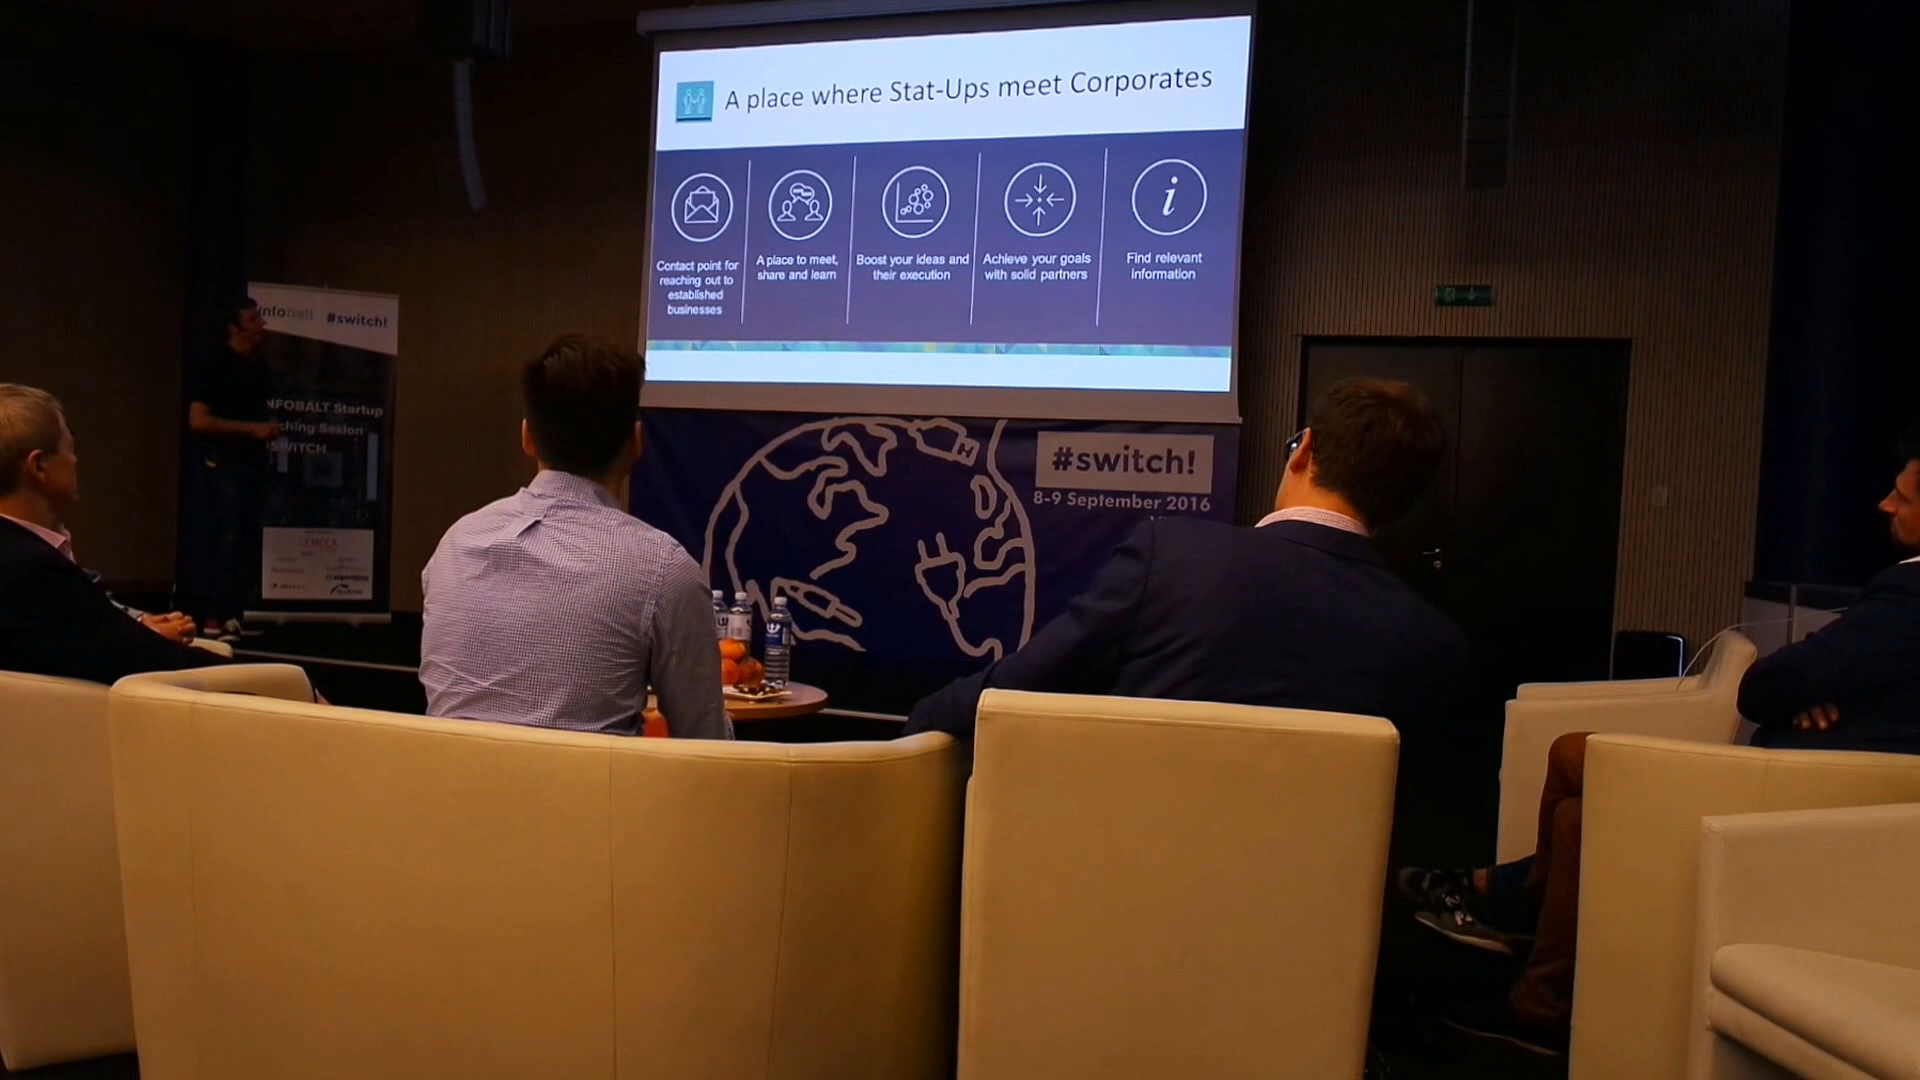 A place where Stat-Ups meet Corporates
Contact point for
reaching out to
established
businesses
A place to meet,
share and learn
Boost your ideas and
their execution
Achieve your goals
with solid partners
i
Find relevant
information
infobalt #switch!
NFOBALT Startup
ching Sesion
SWITCH
#switch!
8-9 September 2016